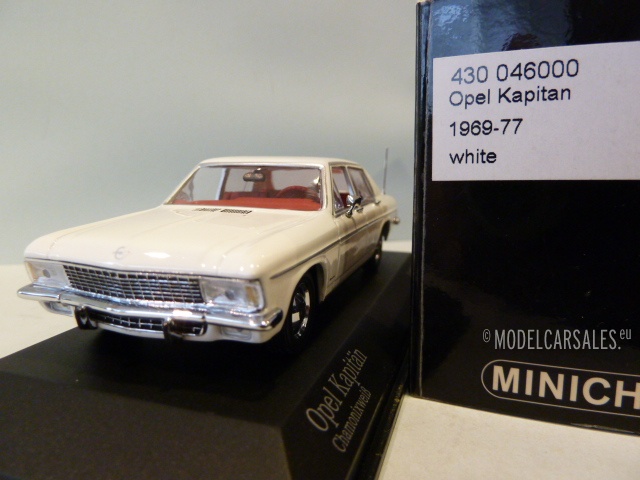 430 046000
Opel Kapitan
1969-77
white
© MODELCARSALES.eu
MINICH
Opel Kapitän
Chamonixweiß